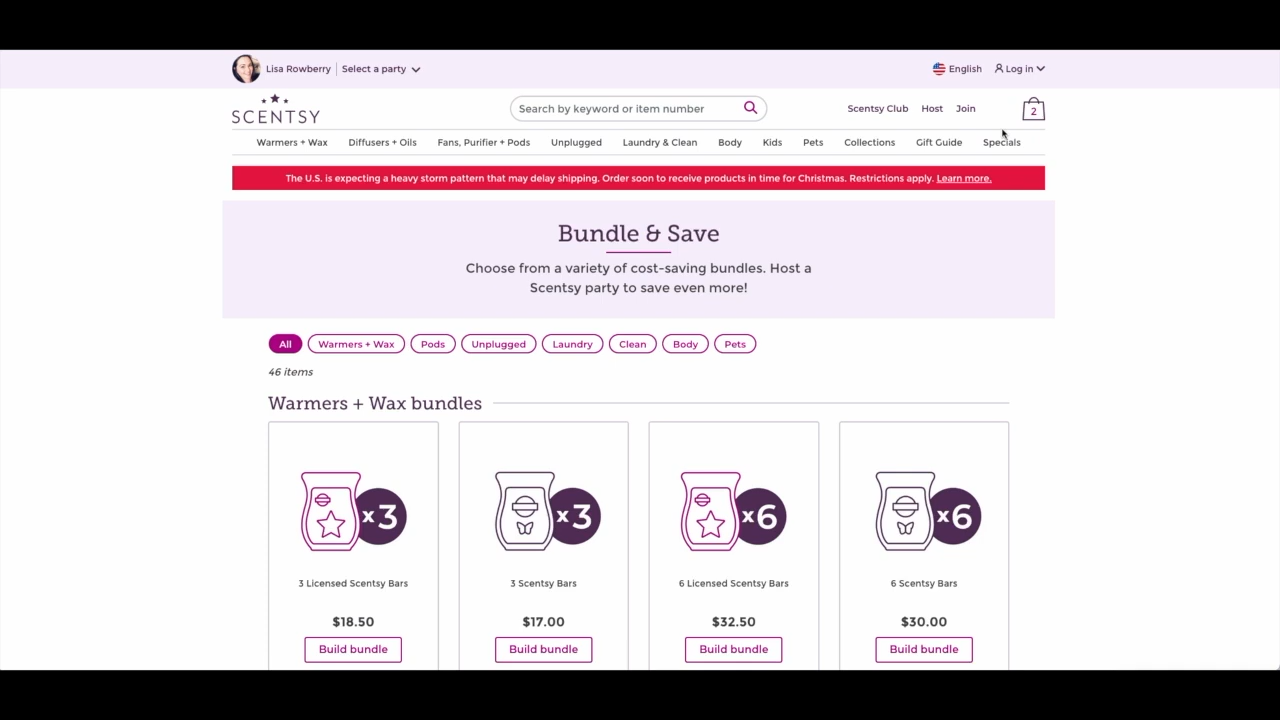 Lisa Rowberry Select a party English Log in
SCENTSY Search by keyword or item number Scentsy Club Host Join 2
Warmers + Wax Diffusers + Oils Fans, Purifier + Pods Unplugged Laundry & Clean Body Kids Pets Collections Gift Guide Specials
The U.S. is expecting a heavy storm pattern that may delay shipping. Order soon to receive products in time for Christmas. Restrictions apply. Learn more.
Bundle & Save
Choose from a variety of cost-saving bundles. Host a
Scentsy party to save even more!
All Warmers + Wax Pods Unplugged Laundry Clean Body Pets
46 items
Warmers + Wax bundles
x3 x3 x6 x6
3 Licensed Scentsy Bars 3 Scentsy Bars 6 Licensed Scentsy Bars 6 Scentsy Bars
$18.50 $17.00 $32.50 $30.00
Build bundle Build bundle Build bundle Build bundle